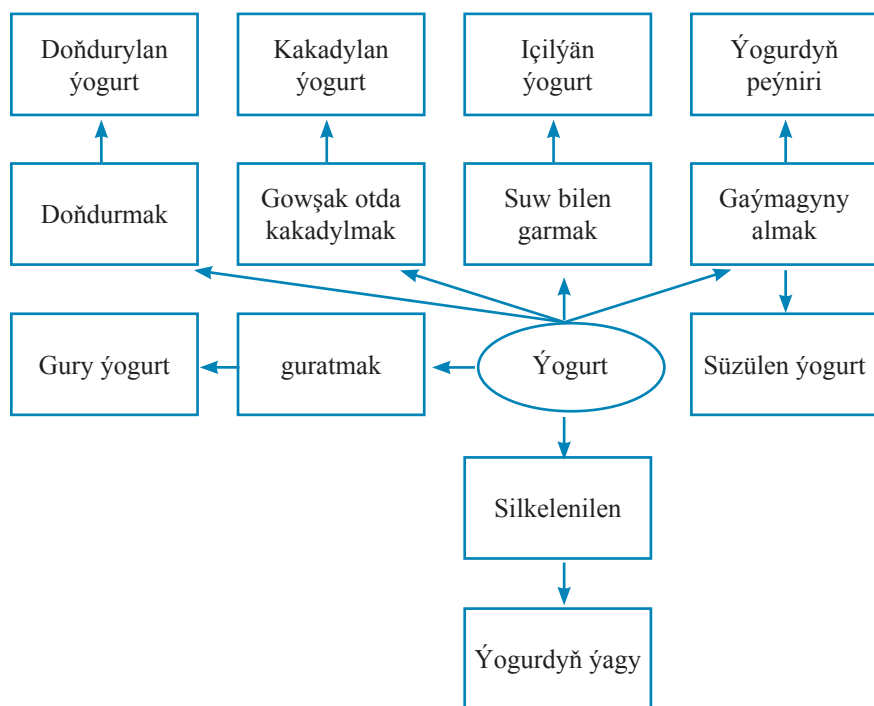 Doňdurylan
ýogurt
Kakadylan
ýogurt
Içilýän
ýogurt
Ýogurdyň
peýniri
Doňdurmak
Gowşak otda
kakadylmak
Suw bilen
garmak
Gaýmagyny
almak
Gury ýogurt
guratmak
Ýogurt
Süzülen ýogurt
Silkelenilen
Ýogurdyň ýagy